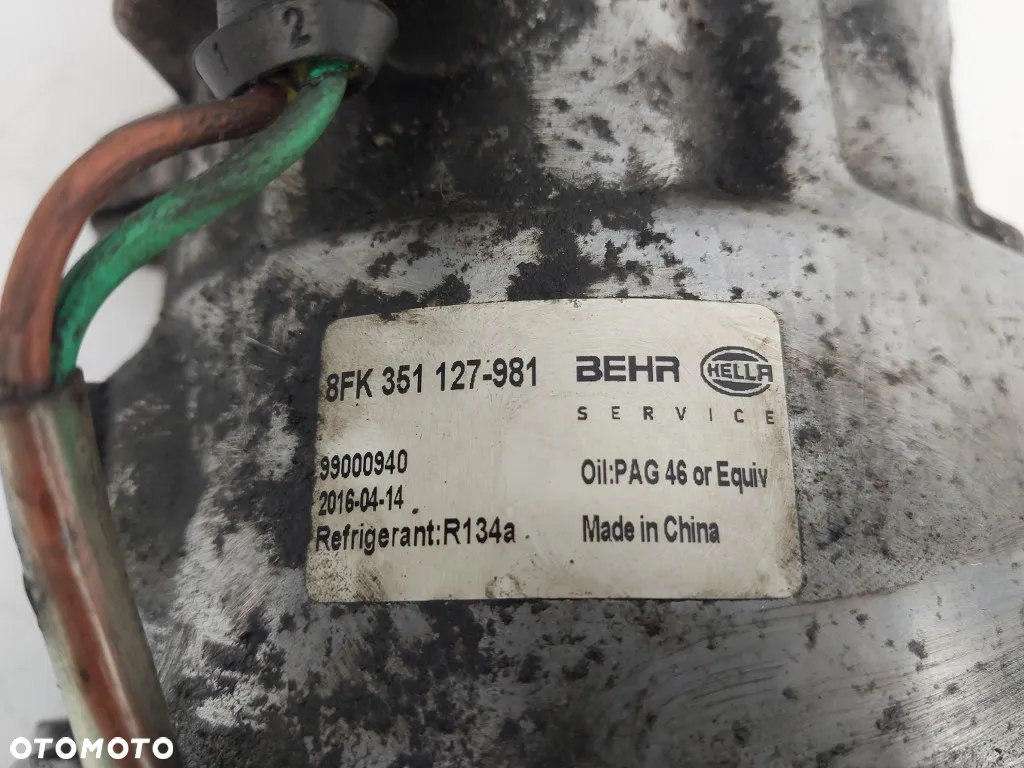 1 2
8FK 351 127-981 BEHR HELLA
SERVICE
99000940 Oil:PAG 46 or Equiv
2016-04-14
Refrigerant:R134a Made in China
OTOMOTO OTOMOTO